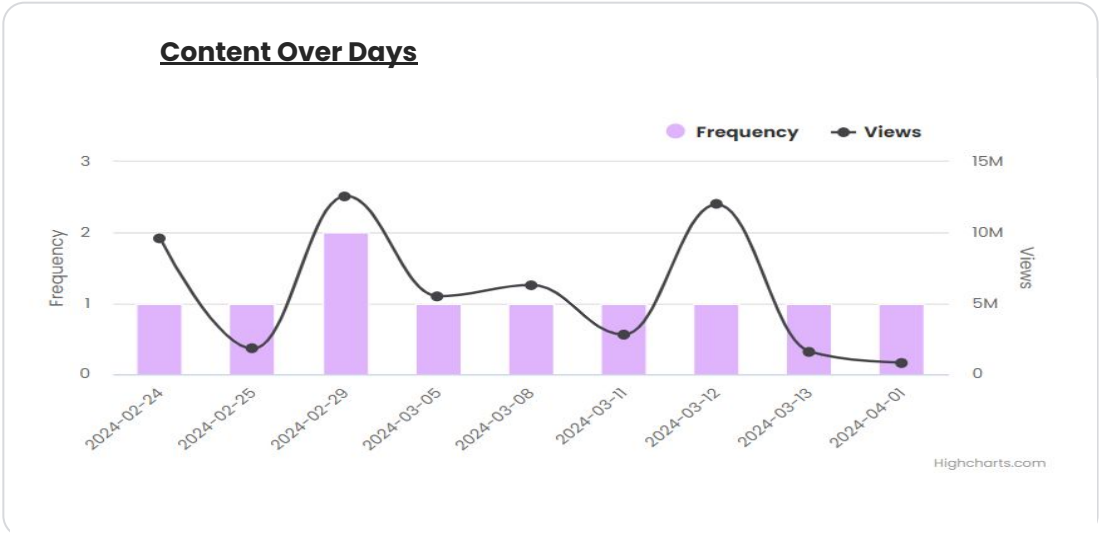 Content Over Days
Frequency Views
3 15M
2 10M
1 5M
0 0
Frequency
Views
2024-02-24
2024-02-25
2024-02-29
2024-03-05
2024-03-08
2024-03-11
2024-03-12
2024-03-13
2024-04-01
Highcharts.com